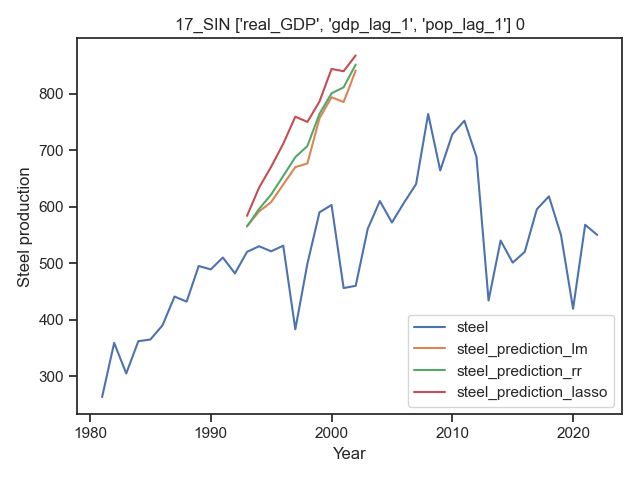 17_SIN ['real_GDP', 'gdp_lag_1', 'pop_lag_1'] 0
Steel production
800
700
600
500
400
300
1980
1990
2000
2010
2020
Year
steel
steel_prediction_lm
steel_prediction_rr
steel_prediction_lasso